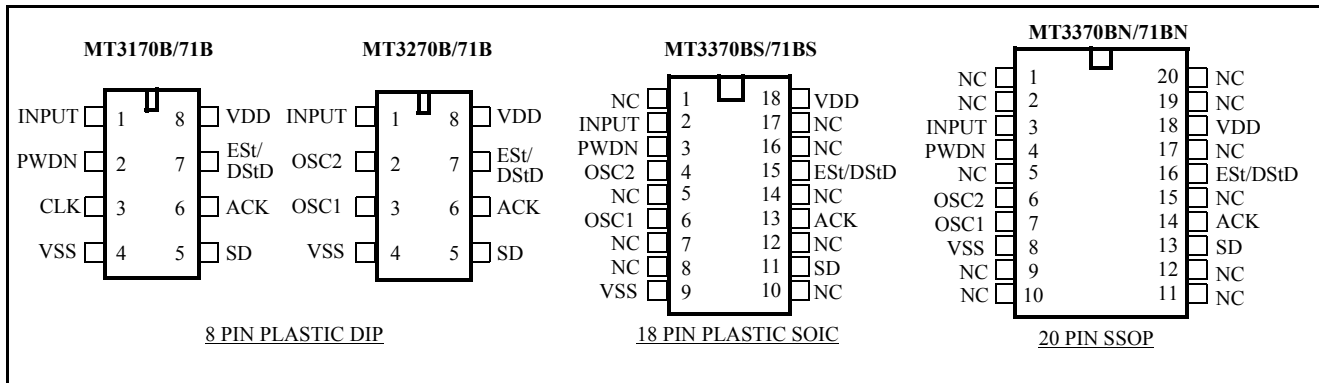 MT3170B/71B
INPUT 1 8 VDD
PWDN 2 7 ESt/
DStD
CLK 3 6 ACK
VSS 4 5 SD
MT3270B/71B
INPUT 1 8 VDD
OSC2 2 7 ESt/
DStD
OSC1 3 6 ACK
VSS 4 5 SD
8 PIN PLASTIC DIP
MT3370BS/71BS
NC 1 18 VDD
INPUT 2 17 NC
PWDN 3 16 NC
OSC2 4 15 ESt/DStD
NC 5 14 NC
OSC1 6 13 ACK
NC 7 12 NC
NC 8 11 SD
VSS 9 10 NC
18 PIN PLASTIC SOIC
MT3370BN/71BN
NC 1 20 NC
NC 2 19 NC
INPUT 3 18 VDD
PWDN 4 17 NC
NC 5 16 ESt/DStD
OSC2 6 15 NC
OSC1 7 14 ACK
VSS 8 13 SD
NC 9 12 NC
NC 10 11 NC
20 PIN SSOP